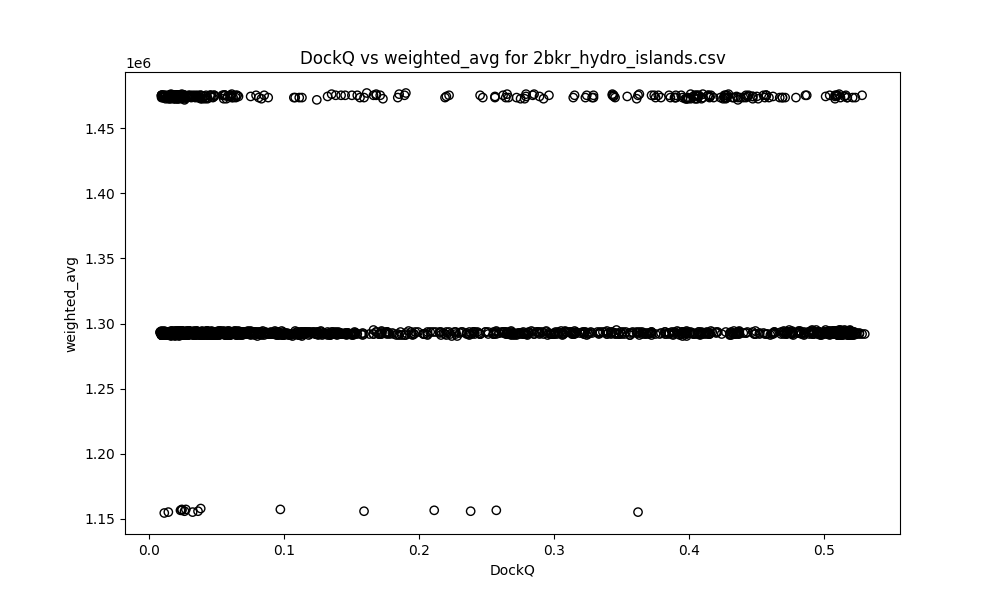 DockQ vs weighted_avg for 2bkr_hydro_islands.csv
1e6
1.45
1.40
1.35
1.30
1.25
1.20
1.15
weighted_avg
0.0 0.1 0.2 0.3 0.4 0.5
DockQ